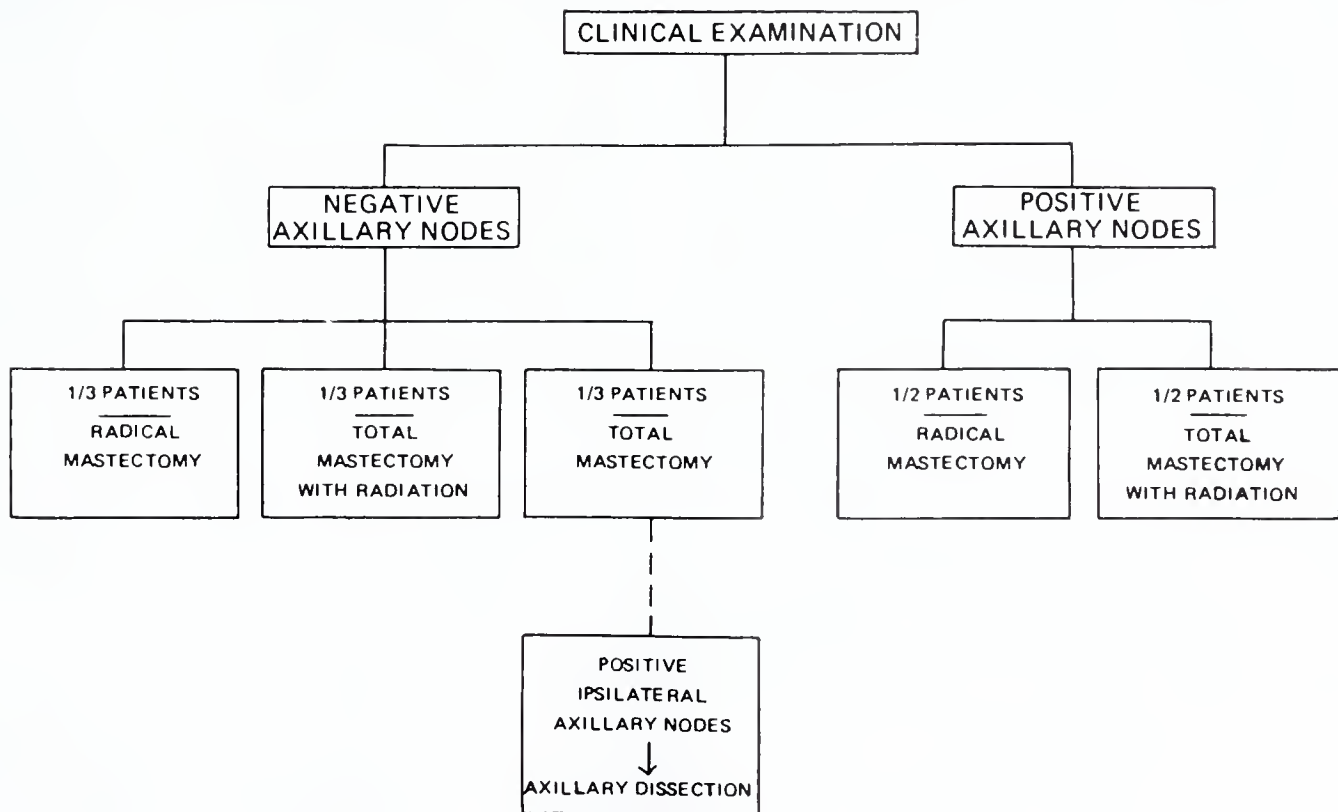 CLINICAL EXAMINATION
NEGATIVE
AXILLARY NODES
POSITIVE
AXILLARY NODES
1/3 PATIENTS
RADICAL
MASTECTOMY
1/3 PATIENTS
TOTAL
MASTECTOMY
WITH RADIATION
1/3 PATIENTS
TOTAL
MASTECTOMY
1/2 PATIENTS
RADICAL
MASTECTOMY
1/2 PATIENTS
TOTAL
MASTECTOMY
WITH RADIATION
POSITIVE
IPSILATERAL
AXILLARY NODES
AXILLARY DISSECTION